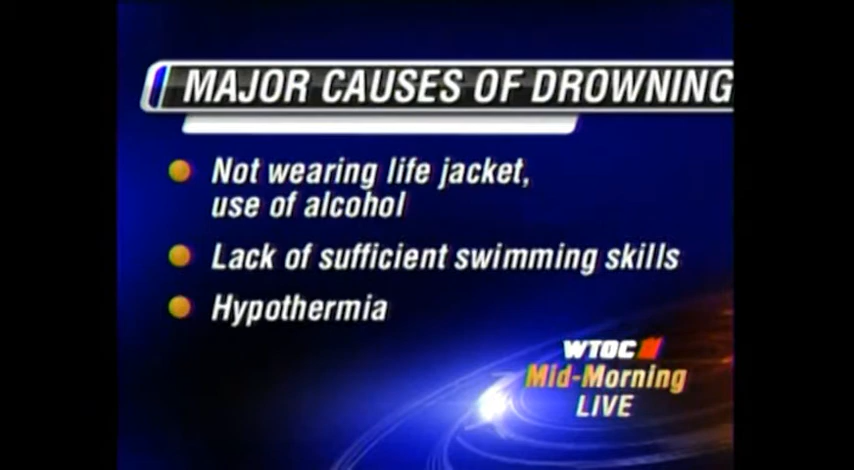 MAJOR CAUSES OF DROWNING
Not wearing life jacket,
use of alcohol
Lack of sufficient swimming skills
Hypothermia
WTOC 11
Mid-Morning
LIVE